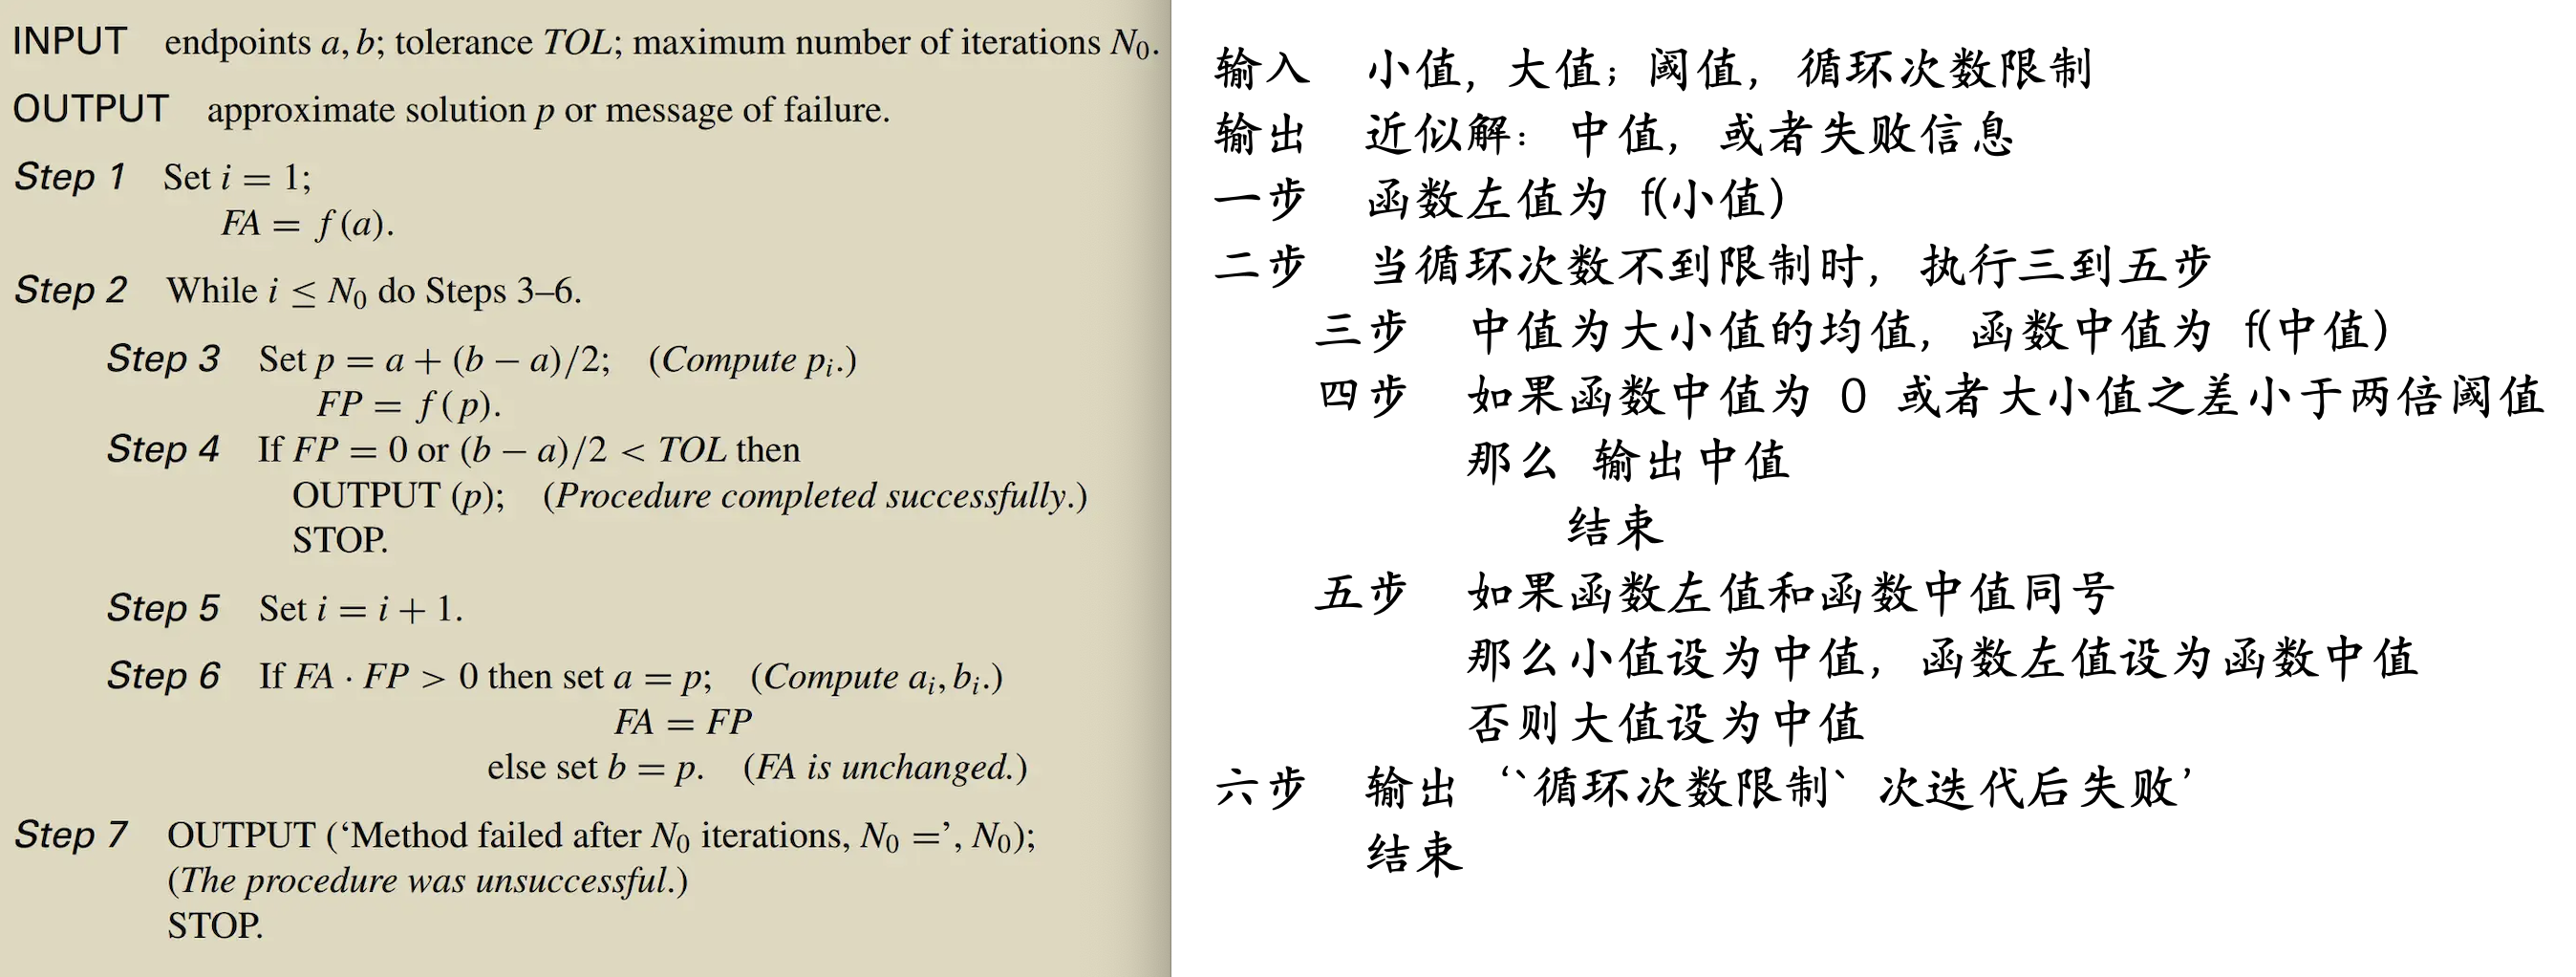 INPUT endpoints a, b; tolerance TOL; maximum number of iterations N₀.
OUTPUT approximate solution p or message of failure.
Step 1 Set i = 1;
FA = f(a).
Step 2 While i ≤ N₀ do Steps 3–6.
Step 3 Set p = a + (b − a)/2; (Compute pᵢ.)
FP = f(p).
Step 4 If FP = 0 or (b − a)/2 < TOL then
OUTPUT (p); (Procedure completed successfully.)
STOP.
Step 5 Set i = i + 1.
Step 6 If FA · FP > 0 then set a = p; (Compute aᵢ, bᵢ.)
FA = FP
else set b = p. (FA is unchanged.)
Step 7 OUTPUT (‘Method failed after N₀ iterations, N₀ =’, N₀);
(The procedure was unsuccessful.)
STOP.
输入 小值，大值；阈值，循环次数限制
输出 近似解：中值，或者失败信息
一步 函数左值为 f(小值)
二步 当循环次数不到限制时，执行三到五步
三步 中值为大小值的均值，函数中值为 f(中值)
四步 如果函数中值为 0 或者大小值之差小于两倍阈值
那么 输出中值
结束
五步 如果函数左值和函数中值同号
那么小值设为中值，函数左值设为函数中值
否则大值设为中值
六步 输出 ‘`循环次数限制` 次迭代后失败’
结束